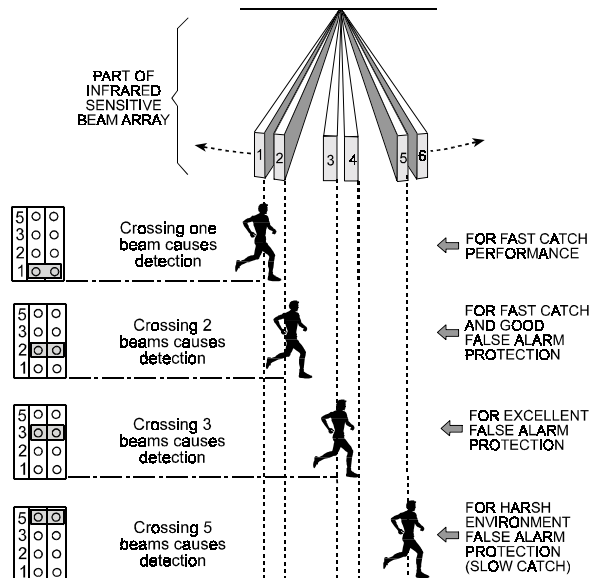 PART OF
INFRARED
SENSITIVE
BEAM ARRAY
1 2 3 4 5 6
5
3
2
1
Crossing one
beam causes
detection
FOR FAST CATCH
PERFORMANCE
5
3
2
1
Crossing 2
beams causes
detection
FOR FAST CATCH
AND GOOD
FALSE ALARM
PROTECTION
5
3
2
1
Crossing 3
beams causes
detection
FOR EXCELLENT
FALSE ALARM
PROTECTION
5
3
2
1
Crossing 5
beams causes
detection
FOR HARSH
ENVIRONMENT
FALSE ALARM
PROTECTION
(SLOW CATCH)